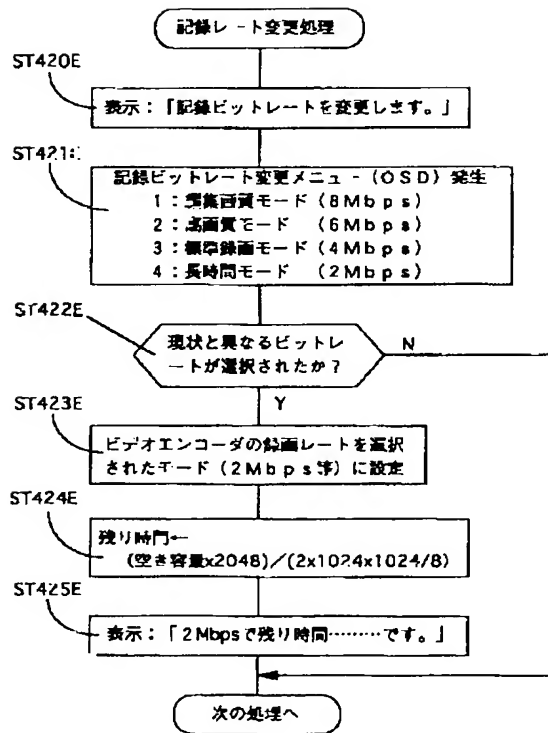 記録レート変更処理
ST420E
表示：「記録ビットレートを変更します。」
ST421E
記録ビットレート変更メニュー（ＯＳＤ）発生
１：編集画質モード（８Ｍｂｐｓ）
２：高画質モード（６Ｍｂｐｓ）
３：標準録画モード（４Ｍｂｐｓ）
４：長時間モード（２Ｍｂｐｓ）
ST422E
現状と異なるビットレ
ートが選択されたか？
N
Y
ST423E
ビデオエンコーダの録画レートを選択
されたモード（２Ｍｂｐｓ等）に設定
ST424E
残り時間←
(空き容量x2048)／(2x1024x1024/8)
ST425E
表示：「２Mbpsで残り時間………です。」
次の処理へ